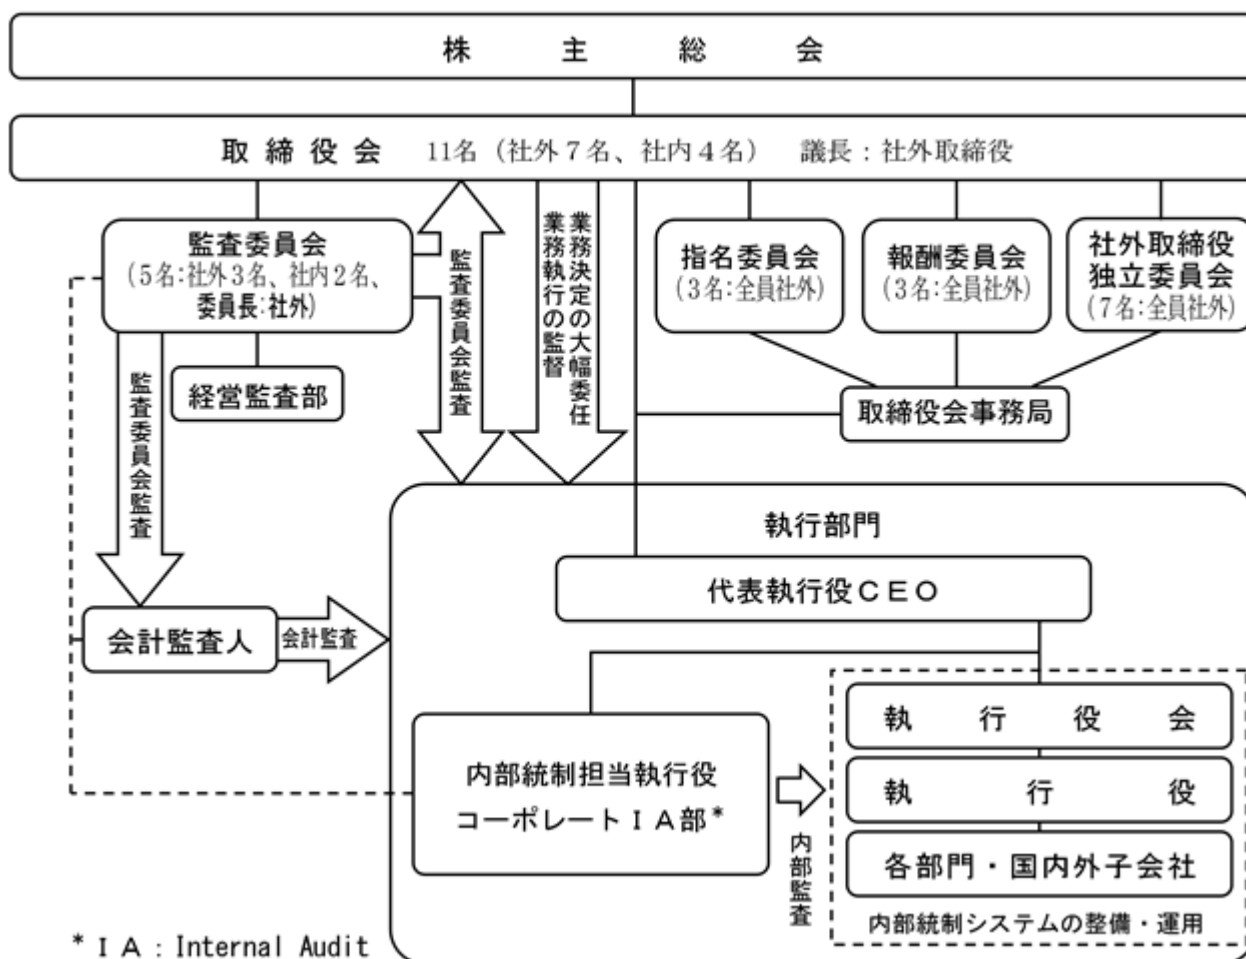 株主総会
取締役会 11名（社外７名、社内４名） 議長：社外取締役
監査委員会
（５名：社外３名、社内２名、
委員長：社外）
経営監査部
監査委員会監査
監査委員会監査
業務決定の大幅委任
業務執行の監督
指名委員会
（３名：全員社外）
報酬委員会
（３名：全員社外）
社外取締役
独立委員会
（７名：全員社外）
取締役会事務局
執行部門
代表執行役ＣＥＯ
会計監査人
会計監査
内部統制担当執行役
コーポレートＩＡ部*
内部監査
執行役会
執行役
各部門・国内外子会社
内部統制システムの整備・運用
* ＩＡ：Internal Audit